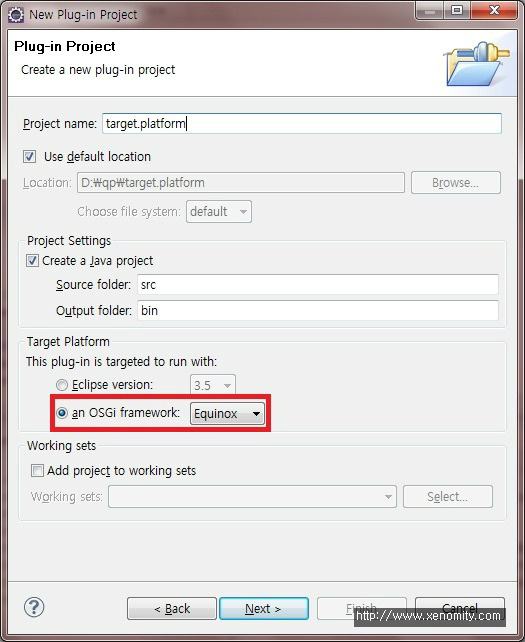 New Plug-in Project
Plug-in Project
Create a new plug-in project
Project name: target.platform
Use default location
Location: D:₩qp₩target.platform Browse...
Choose file system: default
Project Settings
Create a Java project
Source folder: src
Output folder: bin
Target Platform
This plug-in is targeted to run with:
Eclipse version: 3.5
an OSGi framework: Equinox
Working sets
Add project to working sets
Working sets: Select...
< Back Next > Finish Cancel
http://www.xenomity.com